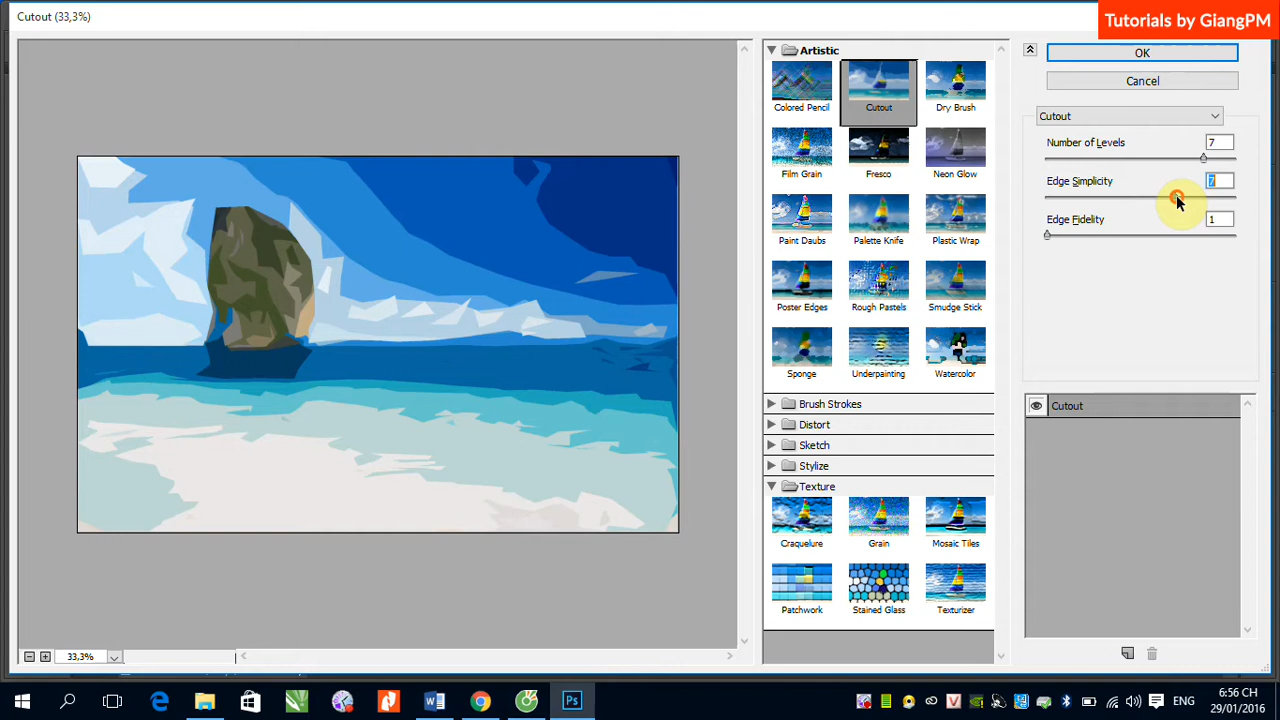 Cutout (33,3%)
Tutorials by GiangPM
Artistic
Colored Pencil
Cutout
Dry Brush
Film Grain
Fresco
Neon Glow
Paint Daubs
Palette Knife
Plastic Wrap
Poster Edges
Rough Pastels
Smudge Stick
Sponge
Underpainting
Watercolor
Brush Strokes
Distort
Sketch
Stylize
Texture
Craquelure
Grain
Mosaic Tiles
Patchwork
Stained Glass
Texturizer
OK
Cancel
Cutout
Number of Levels 7
Edge Simplicity 7
Edge Fidelity 1
Cutout
33,3%
Ps
ENG
6:56 CH
29/01/2016